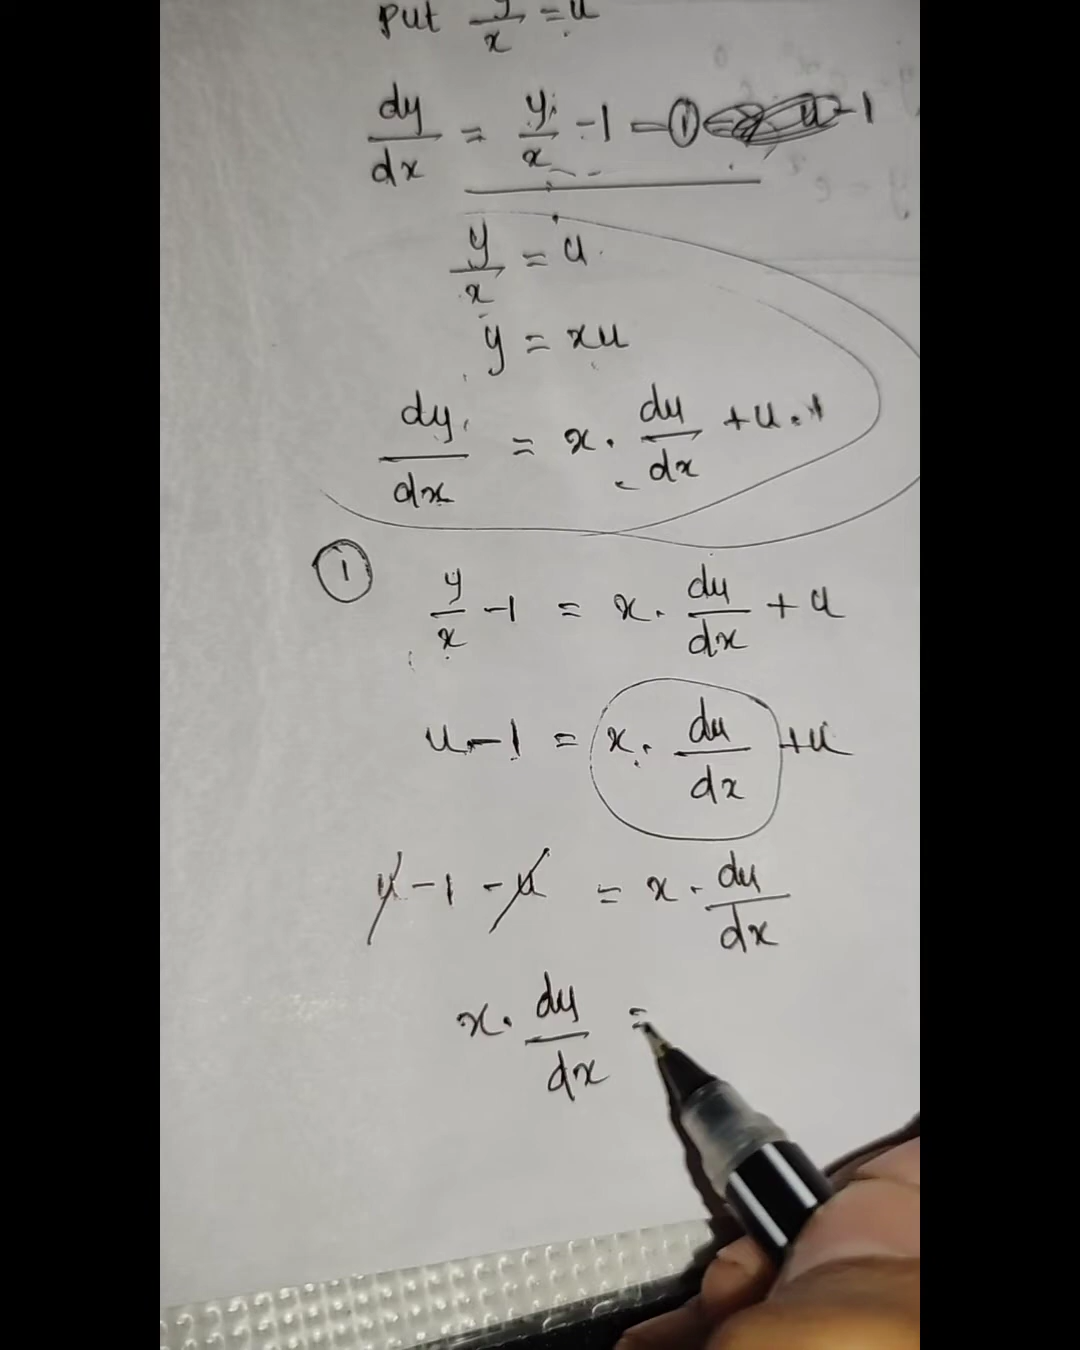 put y/x = u
dy/dx = y/x -1 — ① u-1
y/x = u
y = xu
dy/dx = x. du/dx + u.1
① y/x -1 = x. du/dx + u
u-1 = x. du/dx + u
u -1 -u = x. du/dx
x. du/dx =